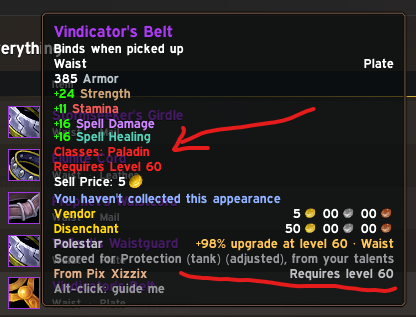 Vindicator's Belt
Binds when picked up
Waist Plate
385 Armor
+24 Strength
+11 Stamina
+16 Spell Damage
+16 Spell Healing
Classes: Paladin
Requires Level 60
Sell Price: 5
You haven't collected this appearance
Vendor 5 00 00
Disenchant 50 00 00
Polestar +98% upgrade at level 60 · Waist
Scored for Protection (tank) (adjusted), from your talents
From Pix Xizzix Requires level 60
Alt-click: guide me